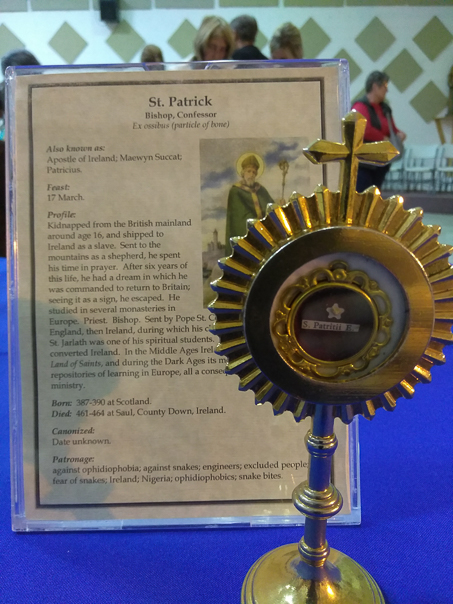 St. Patrick
Bishop, Confessor
Ex ossibus (particle of bone)
Also known as:
Apostle of Ireland; Maewyn Succat;
Patricius.
Feast:
17 March.
Profile:
Kidnapped from the British mainland
around age 16, and shipped to
Ireland as a slave. Sent to the
mountains as a shepherd, he spent
his time in prayer. After six years of
this life, he had a dream in which he
was commanded to return to Britain;
seeing it as a sign, he escaped. He
studied in several monasteries in
Europe. Priest. Bishop. Sent by Pope St.
England, then Ireland, during which his
St. Jarlath was one of his spiritual students.
converted Ireland. In the Middle Ages
Land of Saints, and during the Dark Ages its
repositories of learning in Europe, all a
ministry.
Born: 387-390 at Scotland.
Died: 461-464 at Saul, County Down, Ireland.
Canonized:
Date unknown.
Patronage:
against ophidiophobia; against snakes; engineers; excluded people;
fear of snakes; Ireland; Nigeria; ophidiophobics; snake bites.
S. Patritii E.